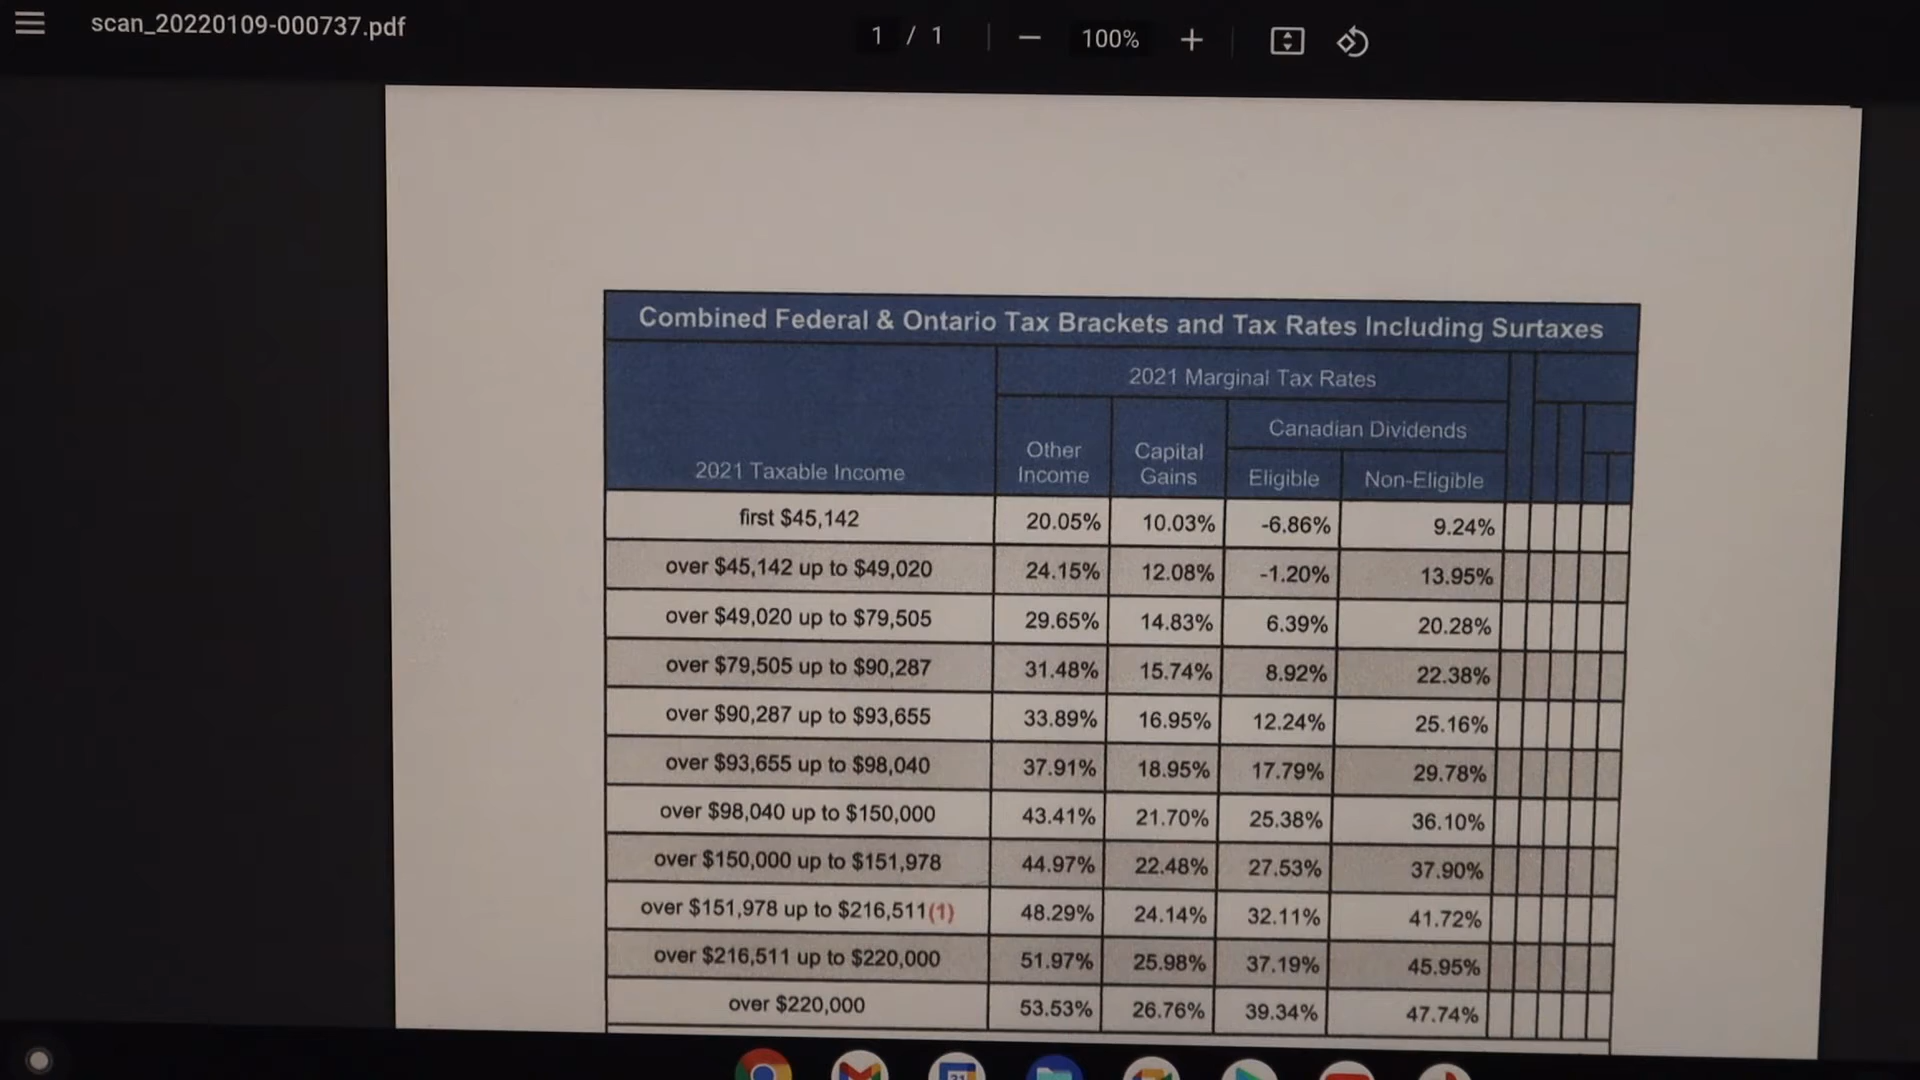 scan_20220109-000737.pdf
1 / 1
100%
Combined Federal & Ontario Tax Brackets and Tax Rates Including Surtaxes
2021 Marginal Tax Rates
Canadian Dividends
2021 Taxable Income
Other Income
Capital Gains
Eligible
Non-Eligible
first $45,142 20.05% 10.03% -6.86% 9.24%
over $45,142 up to $49,020 24.15% 12.08% -1.20% 13.95%
over $49,020 up to $79,505 29.65% 14.83% 6.39% 20.28%
over $79,505 up to $90,287 31.48% 15.74% 8.92% 22.38%
over $90,287 up to $93,655 33.89% 16.95% 12.24% 25.16%
over $93,655 up to $98,040 37.91% 18.95% 17.79% 29.78%
over $98,040 up to $150,000 43.41% 21.70% 25.38% 36.10%
over $150,000 up to $151,978 44.97% 22.48% 27.53% 37.90%
over $151,978 up to $216,511(1) 48.29% 24.14% 32.11% 41.72%
over $216,511 up to $220,000 51.97% 25.98% 37.19% 45.95%
over $220,000 53.53% 26.76% 39.34% 47.74%